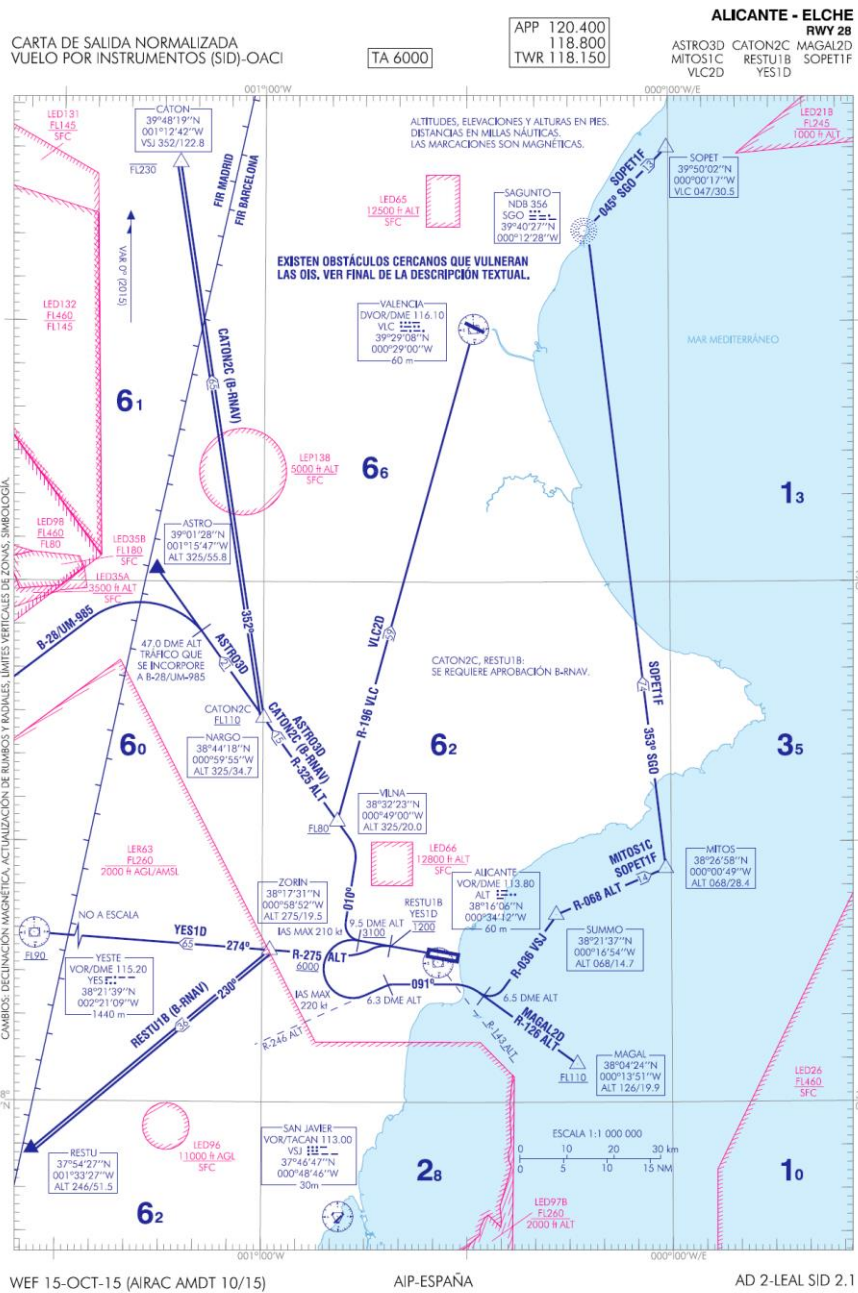 ALICANTE - ELCHE
RWY 28
CARTA DE SALIDA NORMALIZADA
VUELO POR INSTRUMENTOS (SID)-OACI
TA 6000
APP 120.400
118.800
TWR 118.150
ASTRO3D CATON2C MAGAL2D
MITOS1C RESTU1B SOPET1F
VLC2D YES1D
001°00'W
000°00'W/E
LED131
FL145
SFC
CATON
39°48'19''N
001°12'42''W
VSJ 352/122.8
FL230
FIR MADRID
FIR BARCELONA
ALTITUDES, ELEVACIONES Y ALTURAS EN PIES.
DISTANCIAS EN MILLAS NÁUTICAS.
LAS MARCACIONES SON MAGNÉTICAS.
LED21B
FL245
1000 ft ALT
SOPET1F
045° SGO
13
SOPET
39°50'02''N
000°00'17''W
VLC 047/30.5
LED65
12500 ft ALT
SFC
SAGUNTO
NDB 356
SGO
39°40'27''N
000°12'28''W
VAR 0° (2015)
EXISTEN OBSTÁCULOS CERCANOS QUE VULNERAN
LAS OIS. VER FINAL DE LA DESCRIPCIÓN TEXTUAL.
LED132
FL460
FL145
VALENCIA
DVOR/DME 116.10
VLC
39°29'08''N
000°29'00''W
60 m
MAR MEDITERRÁNEO
CATON2C (B-RNAV)
65
61
66
13
LEP138
5000 ft ALT
SFC
LED98
FL460
FL80
LED35B
FL180
SFC
LED35A
3500 ft ALT
SFC
ASTRO
39°01'28''N
001°15'47''W
ALT 325/55.8
B-28/UM-985
47.0 DME ALT
TRÁFICO QUE
SE INCORPORE
A B-28/UM-985
ASTRO3D
21
352°
VLC2D
59
R-196 VLC
CATON2C, RESTU1B:
SE REQUIERE APROBACIÓN B-RNAV.
SOPET1F
77
353° SGO
CATON2C
FL110
NARGO
38°44'18''N
000°59'55''W
ALT 325/34.7
ASTRO3D
CATON2C (B-RNAV)
15
R-325 ALT
60
62
35
VILNA
38°32'23''N
000°49'00''W
ALT 325/20.0
FL80
LER63
FL260
2000 ft AGL/AMSL
LED66
12800 ft ALT
SFC
MITOS1C
SOPET1F
14
R-068 ALT
MITOS
38°26'58''N
000°00'49''W
ALT 068/28.4
ZORIN
38°17'31''N
000°58'52''W
ALT 275/19.5
ALICANTE
VOR/DME 113.80
ALT
38°16'06''N
000°34'12''W
60 m
010°
RESTU1B
YES1D
1200
IAS MAX 210 kt
9.5 DME ALT
3100
SUMMO
38°21'37''N
000°16'54''W
ALT 068/14.7
R-036 VSJ
NO A ESCALA
YES1D
65
274°
R-275 ALT
6000
FL90
YESTE
VOR/DME 115.20
YES
38°21'39''N
002°21'09''W
1440 m
IAS MAX
220 kt
091°
6.3 DME ALT
6.5 DME ALT
RESTU1B (B-RNAV)
36
230°
R-246 ALT
R-143 ALT
MAGAL2D
R-126 ALT
FL110
MAGAL
38°04'24''N
000°13'51''W
ALT 126/19.9
LED26
FL460
SFC
RESTU
37°54'27''N
001°33'27''W
ALT 246/51.5
LED96
11000 ft AGL
SFC
SAN JAVIER
VOR/TACAN 113.00
VSJ
37°46'47''N
000°48'46''W
30m
ESCALA 1:1 000 000
0 10 20 30 km
0 5 10 15 NM
62
28
10
LED97B
FL260
2000 ft ALT
001°00'W
000°00'W/E
CAMBIOS: DECLINACIÓN MAGNÉTICA, ACTUALIZACIÓN DE RUMBOS Y RADIALES, LÍMITES VERTICALES DE ZONAS, SIMBOLOGÍA.
WEF 15-OCT-15 (AIRAC AMDT 10/15)
AIP-ESPAÑA
AD 2-LEAL SID 2.1